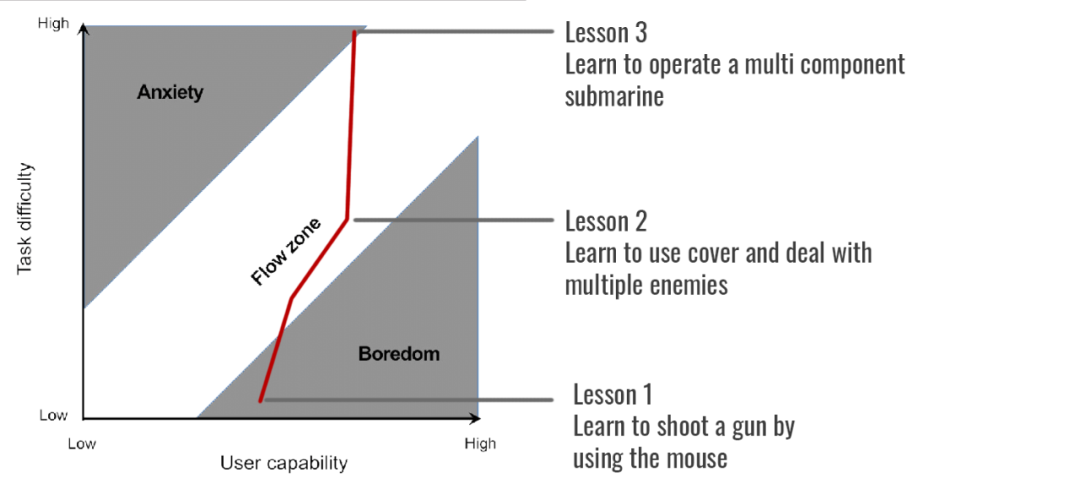 High
Anxiety
Task difficulty
Flow zone
Boredom
Low
Low
High
User capability
Lesson 3
Learn to operate a multi component
submarine
Lesson 2
Learn to use cover and deal with
multiple enemies
Lesson 1
Learn to shoot a gun by
using the mouse